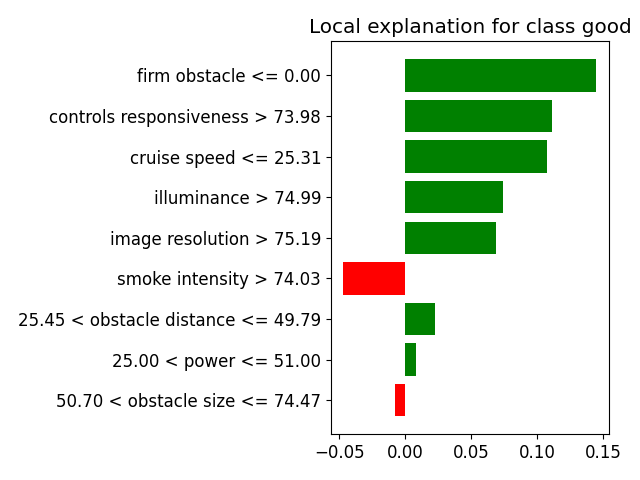 Local explanation for class good
firm obstacle <= 0.00
controls responsiveness > 73.98
cruise speed <= 25.31
illuminance > 74.99
image resolution > 75.19
smoke intensity > 74.03
25.45 < obstacle distance <= 49.79
25.00 < power <= 51.00
50.70 < obstacle size <= 74.47
−0.05 0.00 0.05 0.10 0.15